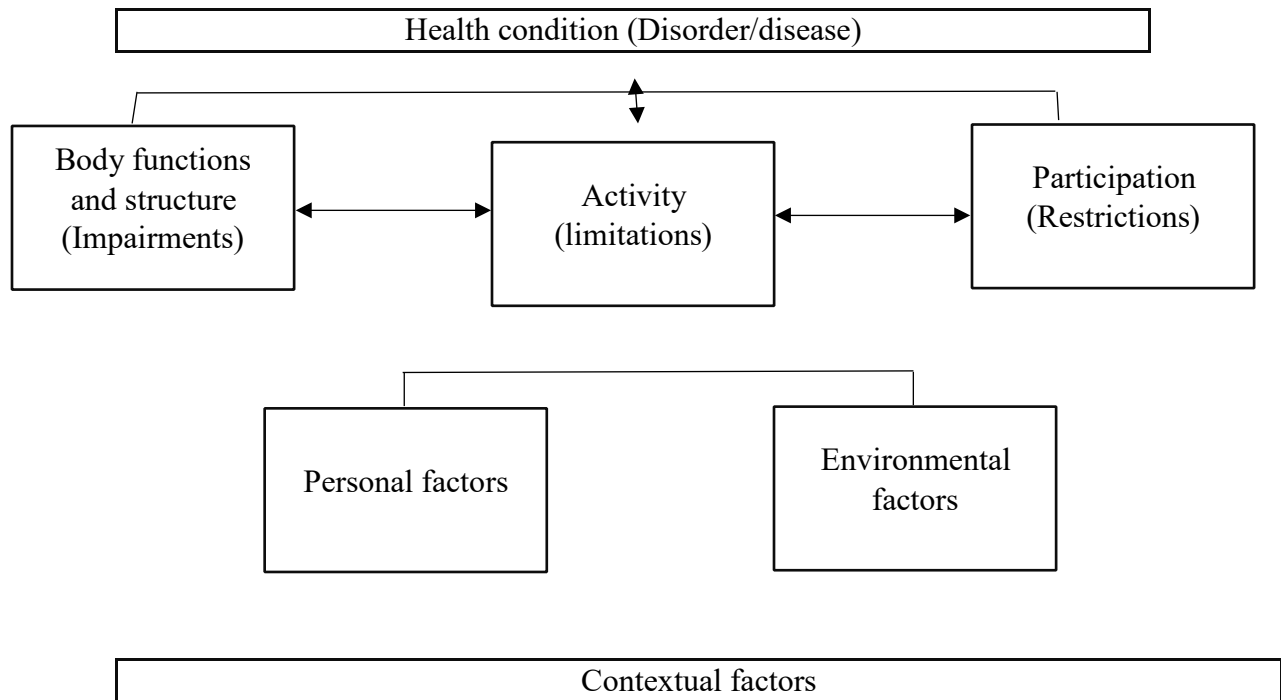 Health condition (Disorder/disease)
Body functions
and structure
(Impairments)
Activity
(limitations)
Participation
(Restrictions)
Personal factors
Environmental
factors
Contextual factors